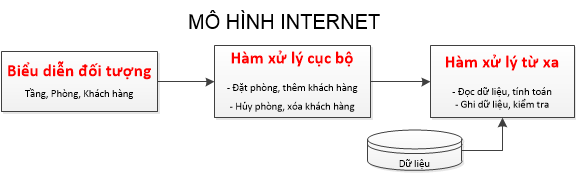 MÔ HÌNH INTERNET
Biểu diễn đối tượng
Tầng, Phòng, Khách hàng
Hàm xử lý cục bộ
- Đặt phòng, thêm khách hàng
- Hủy phòng, xóa khách hàng
Hàm xử lý từ xa
- Đọc dữ liệu, tính toán
- Ghi dữ liệu, kiểm tra
Dữ liệu